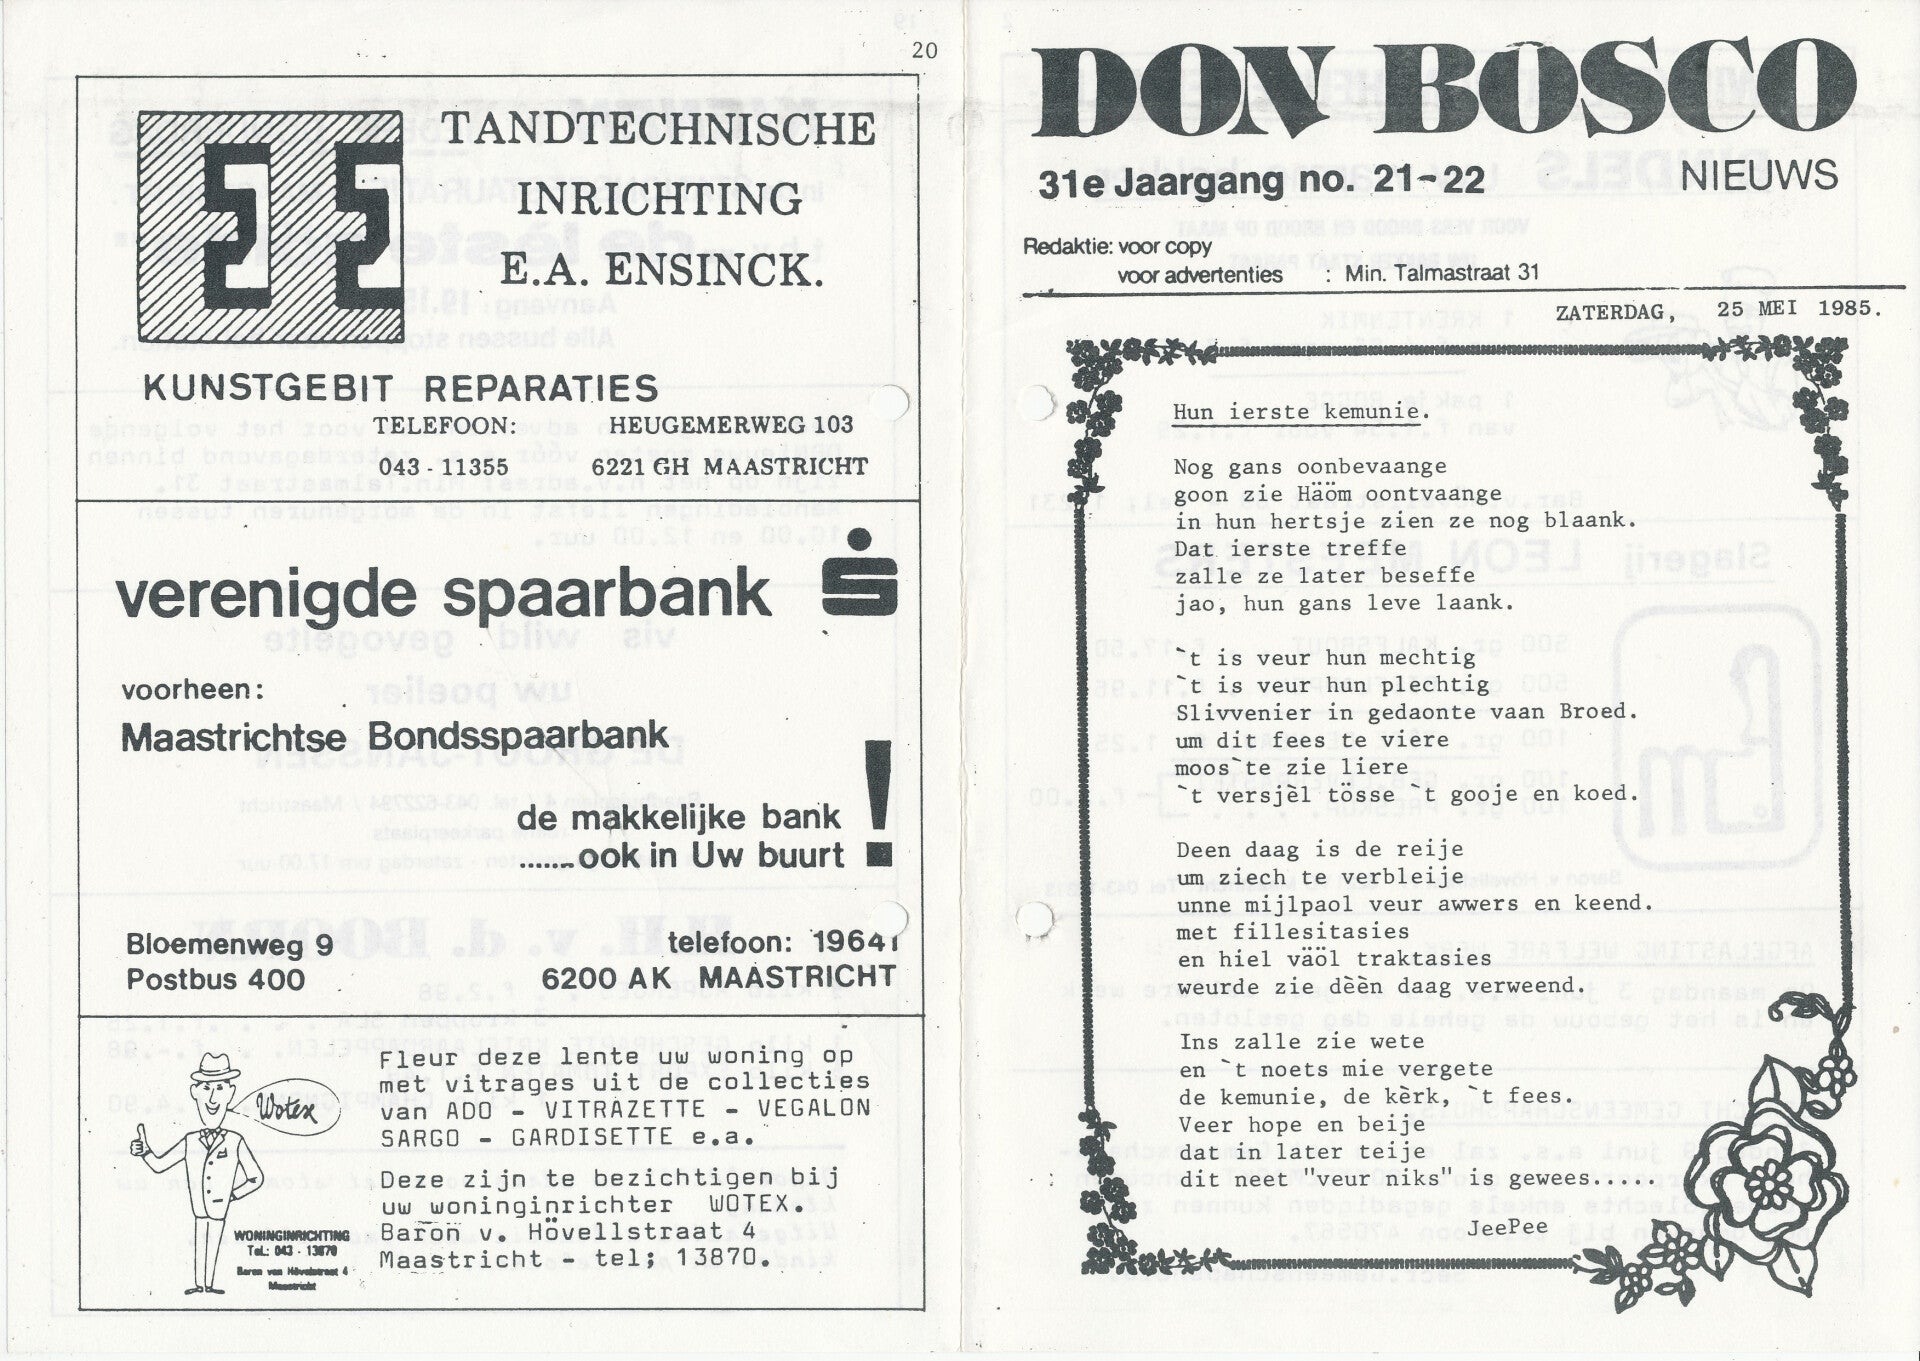 20
TANDTECHNISCHE
INRICHTING
E.A. ENSINCK.
KUNSTGEBIT REPARATIES
TELEFOON: HEUGEMERWEG 103
043 - 11355 6221 GH MAASTRICHT
verenigde spaarbank
voorheen:
Maastrichtse Bondsspaarbank
de makkelijke bank
.......ook in Uw buurt !
Bloemenweg 9 telefoon: 19641
Postbus 400 6200 AK MAASTRICHT
Wotex
WONINGINRICHTING
Tel.: 043 - 13870
Baron van Hövelstraat 4
Maastricht
Fleur deze lente uw woning op
met vitrages uit de collecties
van ADO - VITRAZETTE - VEGALON
SARGO - GARDISETTE e.a.
Deze zijn te bezichtigen bij
uw woninginrichter WOTEX.
Baron v. Hövellstraat 4
Maastricht - tel; 13870.
DON BOSCO
31e Jaargang no. 21-22 NIEUWS
Redaktie: voor copy
voor advertenties : Min. Talmastraat 31
ZATERDAG, 25 MEI 1985.
Hun ierste kemunie.
Nog gans oonbevaange
goon zie Häöm oontvaange
in hun hertsje zien ze nog blaank.
Dat ierste treffe
zalle ze later beseffe
jao, hun gans leve laank.
`t is veur hun mechtig
`t is veur hun plechtig
Slivvenier in gedaonte vaan Broed.
um dit fees te viere
moos`te zie liere
`t versjèl tösse `t gooje en koed.
Deen daag is de reije
um ziech te verbleije
unne mijlpaol veur awwers en keend.
met fillesitasies
en hiel väöl traktasies
weurde zie dèèn daag verweend.
Ins zalle zie wete
en `t noets mie vergete
de kemunie, de kèrk, `t fees.
Veer hope en beije
dat in later teije
dit neet "veur niks" is gewees.....
JeePee